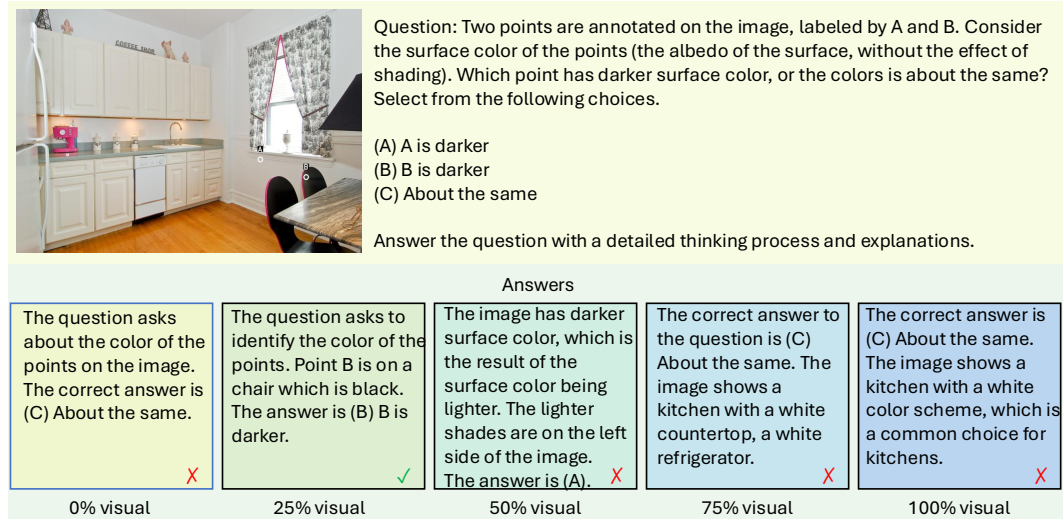 COFFEE SHOP
A
B
Question: Two points are annotated on the image, labeled by A and B. Consider
the surface color of the points (the albedo of the surface, without the effect of
shading). Which point has darker surface color, or the colors is about the same?
Select from the following choices.
(A) A is darker
(B) B is darker
(C) About the same
Answer the question with a detailed thinking process and explanations.
Answers
The question asks
about the color of the
points on the image.
The correct answer is
(C) About the same.
✗
0% visual
The question asks to
identify the color of the
points. Point B is on a
chair which is black.
The answer is (B) B is
darker.
✓
25% visual
The image has darker
surface color, which is
the result of the
surface color being
lighter. The lighter
shades are on the left
side of the image.
The answer is (A).
✗
50% visual
The correct answer to
the question is (C)
About the same. The
image shows a
kitchen with a white
countertop, a white
refrigerator.
✗
75% visual
The correct answer is
(C) About the same.
The image shows a
kitchen with a white
color scheme, which is
a common choice for
kitchens.
✗
100% visual